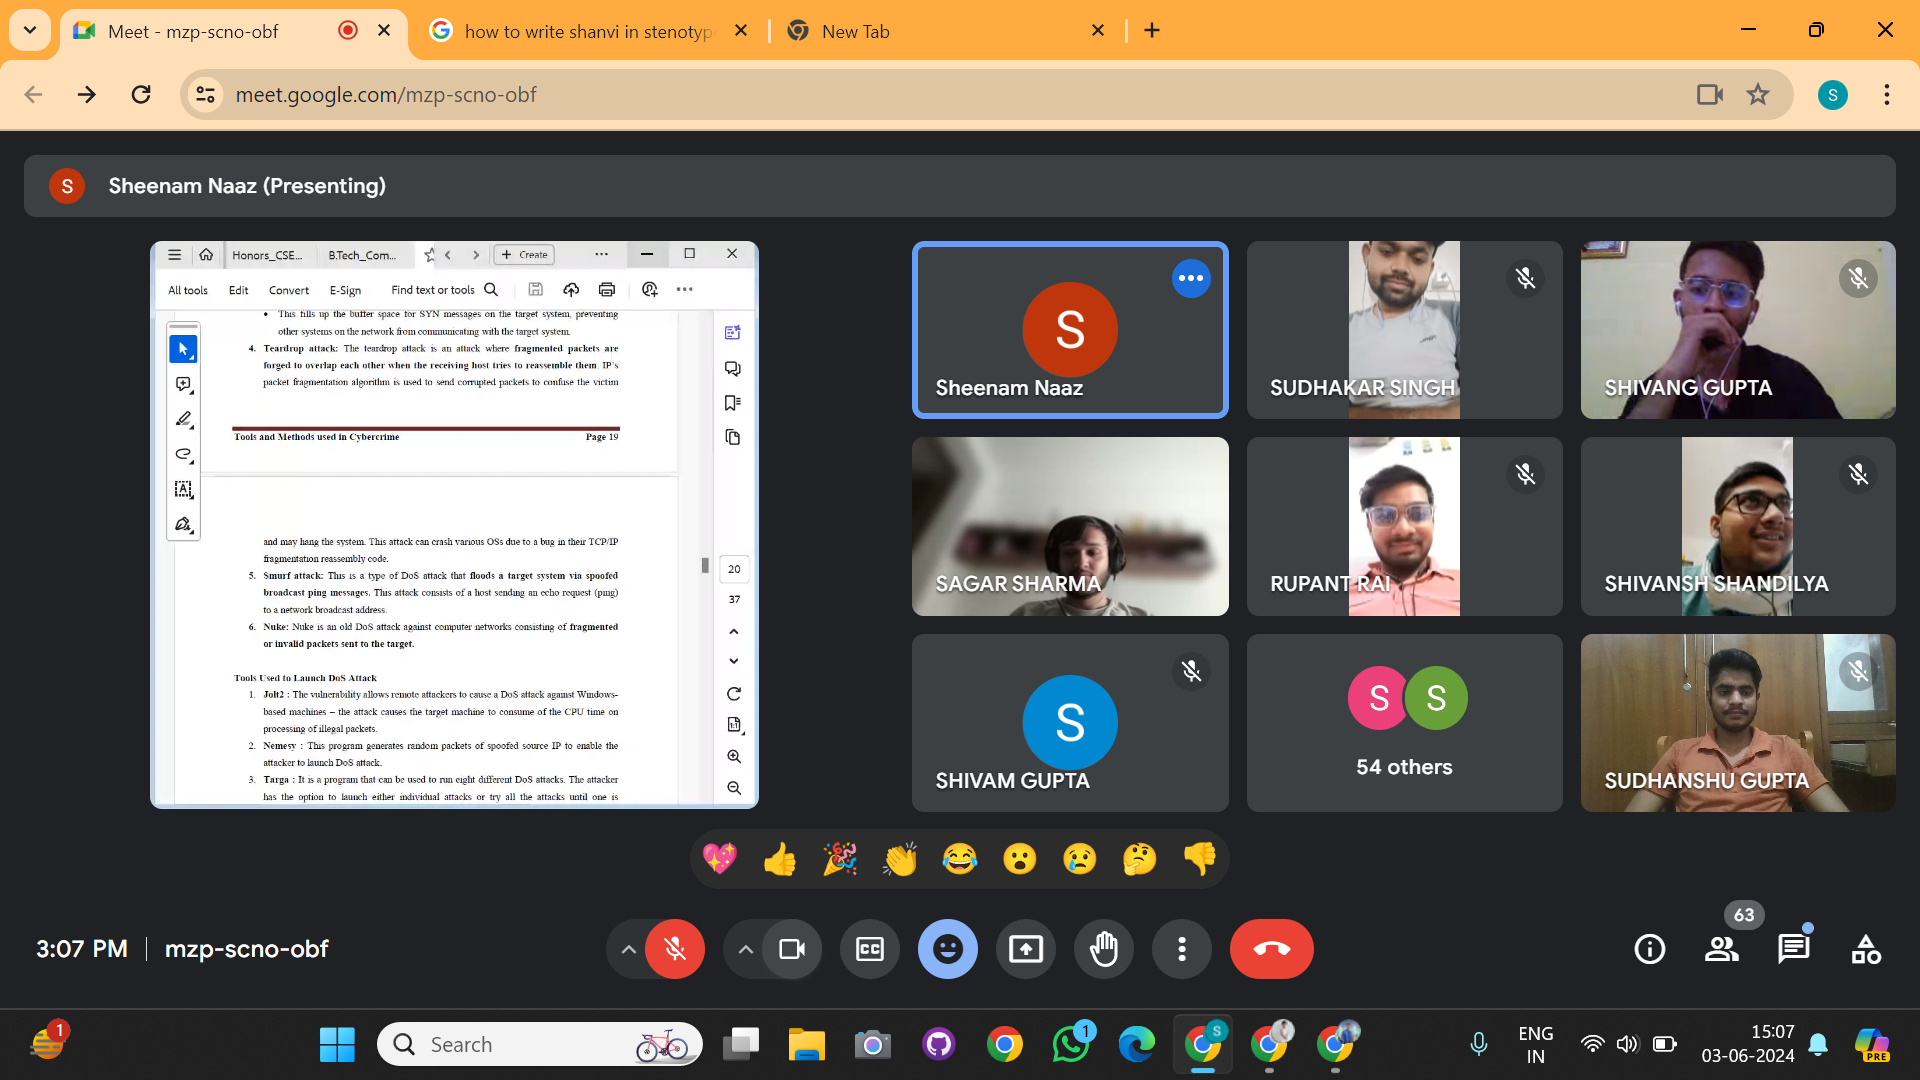 Meet - mzp-scno-obf
how to write shanvi in stenotyp
New Tab
meet.google.com/mzp-scno-obf
S
S
Sheenam Naaz (Presenting)
Honors_CSE...
B.Tech_Com...
Create
All tools
Edit
Convert
E-Sign
Find text or tools
This fills up the buffer space for SYN messages on the target system, preventing
other systems on the network from communicating with the target system.
4. Teardrop attack: The teardrop attack is an attack where fragmented packets are
forged to overlap each other when the receiving host tries to reassemble them. IP's
packet fragmentation algorithm is used to send corrupted packets to confuse the victim
Tools and Methods used in Cybercrime
Page 19
and may hang the system. This attack can crash various OSs due to a bug in their TCP/IP
fragmentation reassembly code.
5. Smurf attack: This is a type of DoS attack that floods a target system via spoofed
broadcast ping messages. This attack consists of a host sending an echo request (ping)
to a network broadcast address.
6. Nuke: Nuke is an old DoS attack against computer networks consisting of fragmented
or invalid packets sent to the target.
Tools Used to Launch DoS Attack
1. Jolt2 : The vulnerability allows remote attackers to cause a DoS attack against Windows-
based machines – the attack causes the target machine to consume of the CPU time on
processing of illegal packets.
2. Nemesy : This program generates random packets of spoofed source IP to enable the
attacker to launch DoS attack.
3. Targa : It is a program that can be used to run eight different DoS attacks. The attacker
has the option to launch either individual attacks or try all the attacks until one is
20
37
S
Sheenam Naaz
SUDHAKAR SINGH
SHIVANG GUPTA
SAGAR SHARMA
RUPANT RAI
SHIVANSH SHANDILYA
S
SHIVAM GUPTA
S
S
54 others
SUDHANSHU GUPTA
3:07 PM
mzp-scno-obf
CC
63
1
Search
1
S
ENG
IN
15:07
03-06-2024
PRE